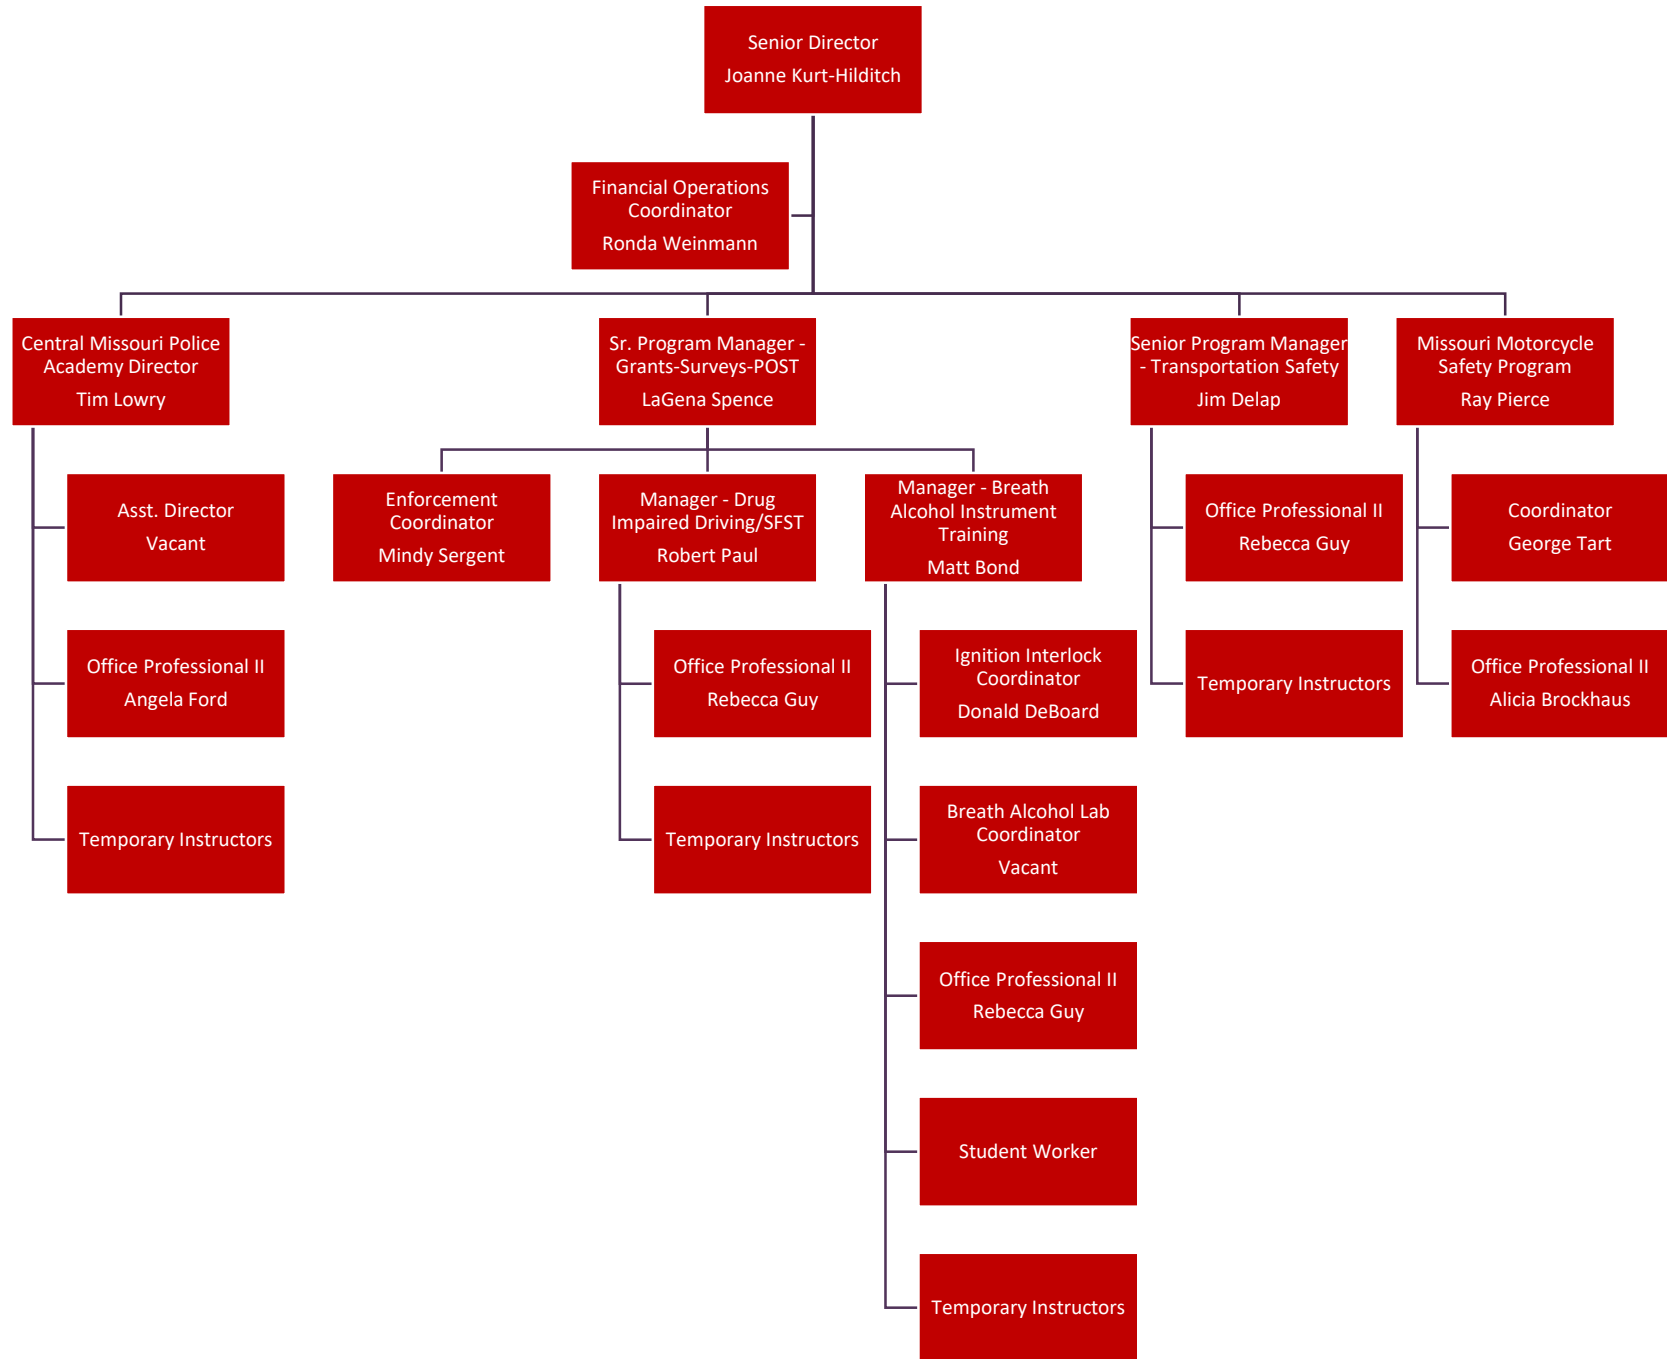 Senior Director
Joanne Kurt-Hilditch
Financial Operations
Coordinator
Ronda Weinmann
Central Missouri Police
Academy Director
Tim Lowry
Sr. Program Manager -
Grants-Surveys-POST
LaGena Spence
Senior Program Manager
- Transportation Safety
Jim Delap
Missouri Motorcycle
Safety Program
Ray Pierce
Asst. Director
Vacant
Enforcement
Coordinator
Mindy Sergent
Manager - Drug
Impaired Driving/SFST
Robert Paul
Manager - Breath
Alcohol Instrument
Training
Matt Bond
Office Professional II
Rebecca Guy
Coordinator
George Tart
Office Professional II
Angela Ford
Office Professional II
Rebecca Guy
Ignition Interlock
Coordinator
Donald DeBoard
Temporary Instructors
Office Professional II
Alicia Brockhaus
Temporary Instructors
Temporary Instructors
Breath Alcohol Lab
Coordinator
Vacant
Office Professional II
Rebecca Guy
Student Worker
Temporary Instructors